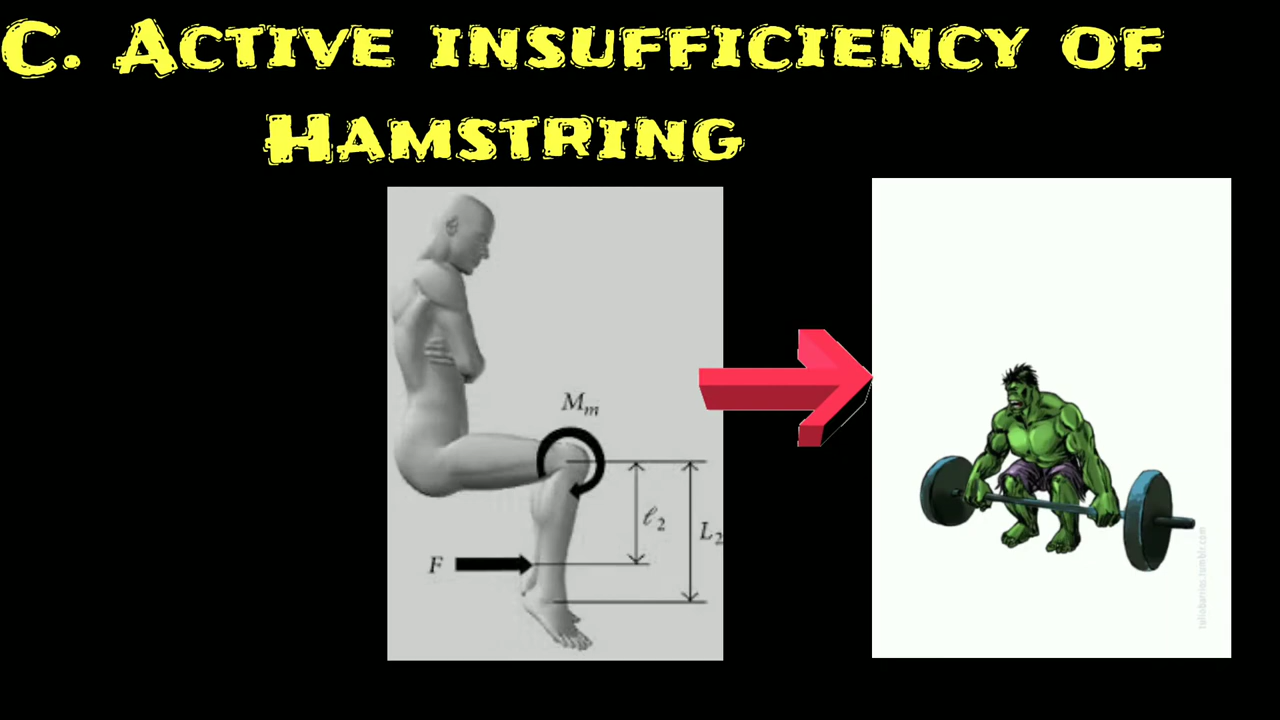 C. Active insufficiency of
Hamstring
Mm
ℓ2
L2
F